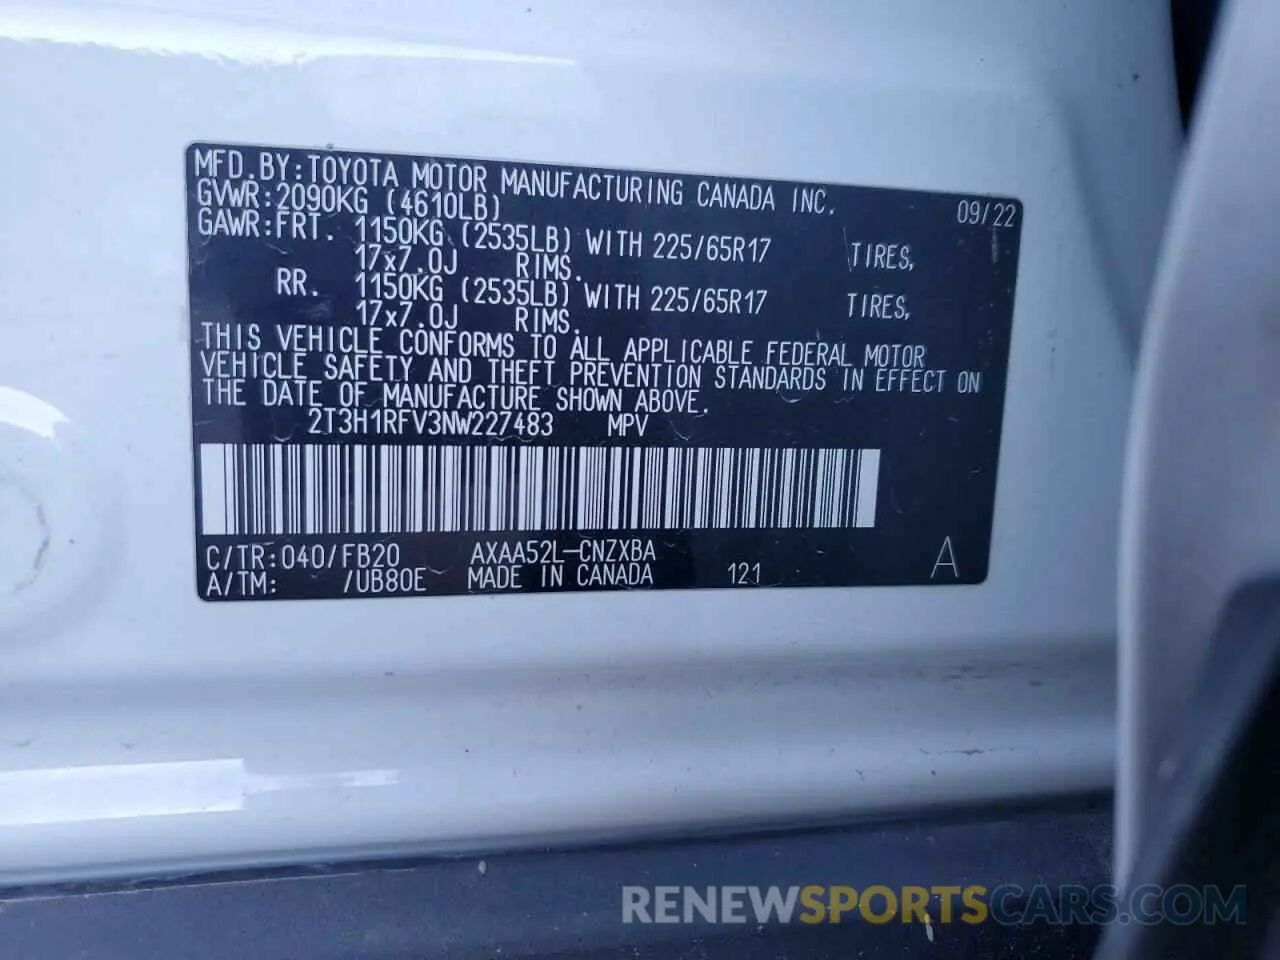 MFD.BY:TOYOTA MOTOR MANUFACTURING CANADA INC. 09/22
GVWR:2090KG (4610LB)
GAWR:FRT. 1150KG (2535LB) WITH 225/65R17 TIRES,
17x7.0J RIMS.
RR. 1150KG (2535LB) WITH 225/65R17 TIRES,
17x7.0J RIMS.
THIS VEHICLE CONFORMS TO ALL APPLICABLE FEDERAL MOTOR
VEHICLE SAFETY AND THEFT PREVENTION STANDARDS IN EFFECT ON
THE DATE OF MANUFACTURE SHOWN ABOVE.
2T3H1RFV3NW227483 MPV
C/TR:040/FB20 AXAA52L-CNZXBA A
A/TM: /UB80E MADE IN CANADA 121
RENEWSPORTSCARS.COM